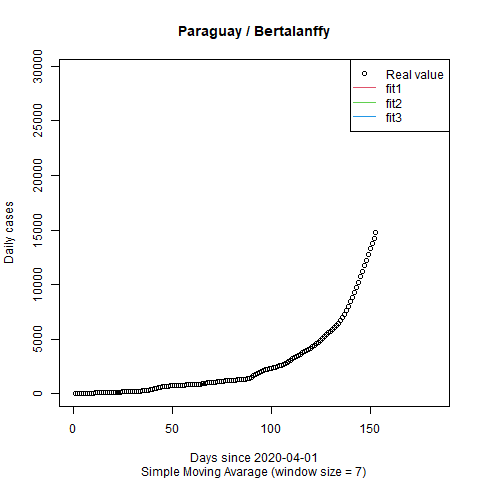 Paraguay / Bertalanffy
Real value
fit1
fit2
fit3
30000
25000
20000
15000
10000
5000
0
Daily cases
0 50 100 150
Days since 2020-04-01
Simple Moving Avarage (window size = 7)